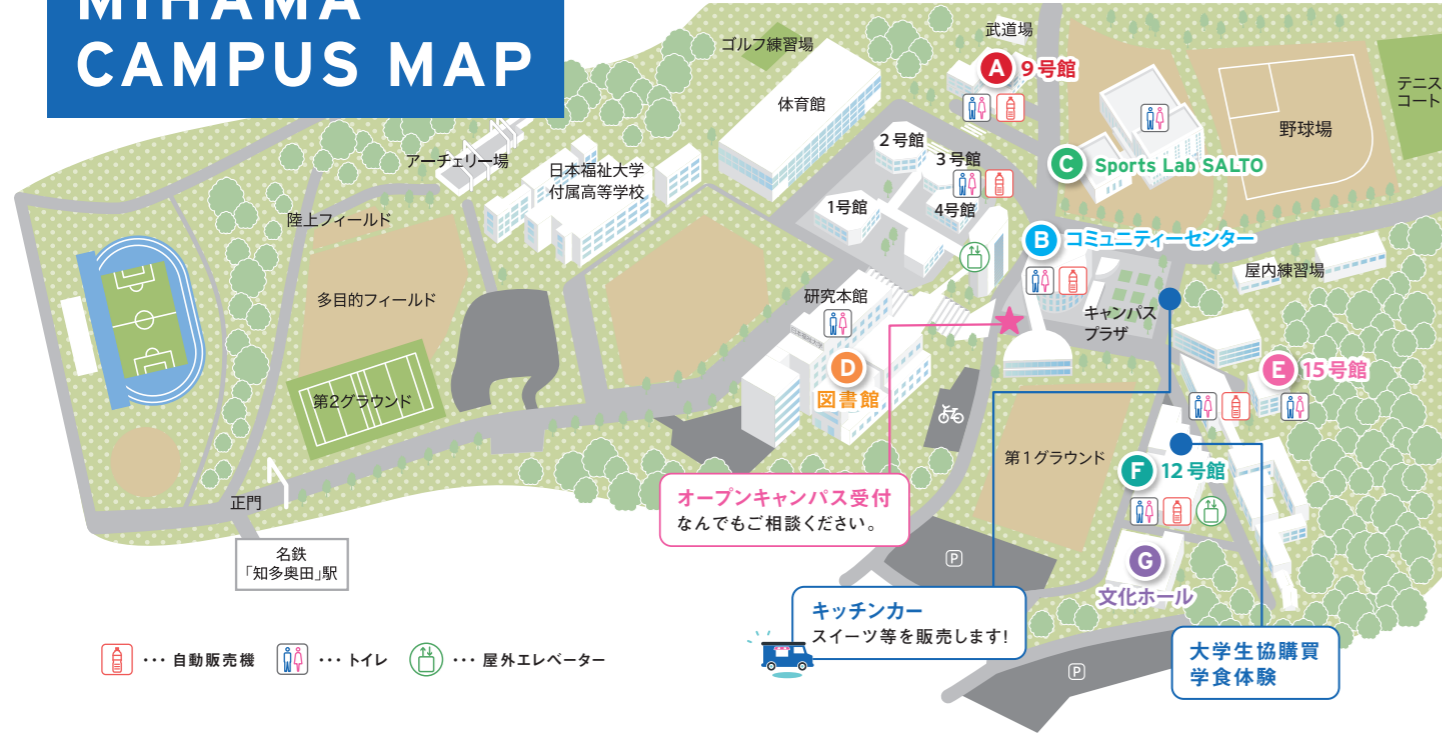 MIHAMA
CAMPUS MAP
ゴルフ練習場
武道場
A 9号館
体育館
テニス
コート
野球場
アーチェリー場
日本福祉大学
付属高等学校
2号館
3号館
C Sports Lab SALTO
陸上フィールド
1号館
4号館
B コミュニティーセンター
屋内練習場
多目的フィールド
研究本館
キャンパス
プラザ
D
図書館
E 15号館
第2グラウンド
第1グラウンド
F 12号館
正門
オープンキャンパス受付
なんでもご相談ください。
名鉄
「知多奥田」駅
P
G
文化ホール
キッチンカー
スイーツ等を販売します!
大学生協購買
学食体験
P
・・・自動販売機
・・・トイレ
・・・屋外エレベーター